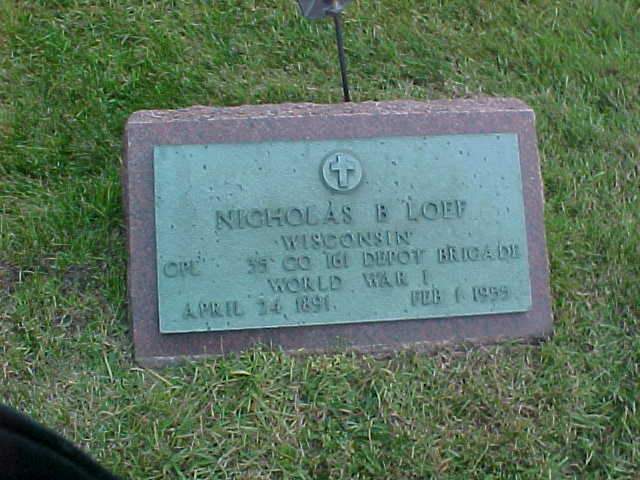 NICHOLAS B LOEF
WISCONSIN
CPL 35 CO 161 DEPOT BRIGADE
WORLD WAR I
APRIL 24 1891 FEB 1 1955